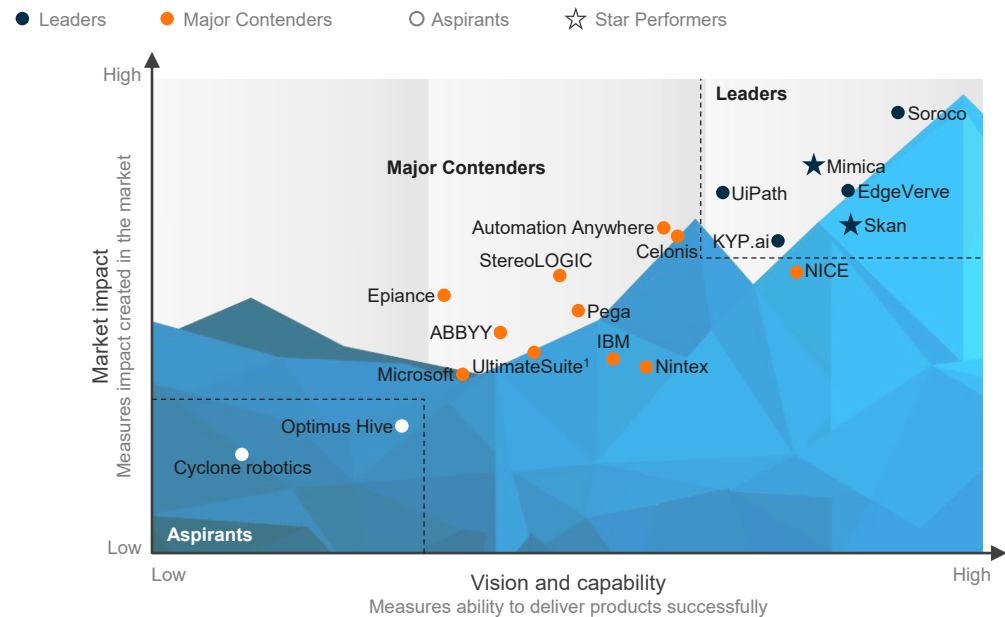 Leaders
Major Contenders
Aspirants
Star Performers
High
Leaders
Soroco
Major Contenders
Mimica
UiPath
EdgeVerve
Automation Anywhere
Skan
KYP.ai
Celonis
StereoLOGIC
NICE
Epiance
Pega
ABBYY
IBM
UltimateSuite¹
Nintex
Microsoft
Optimus Hive
Cyclone robotics
Aspirants
Market impact
Measures impact created in the market
Low
Low
Vision and capability
High
Measures ability to deliver products successfully